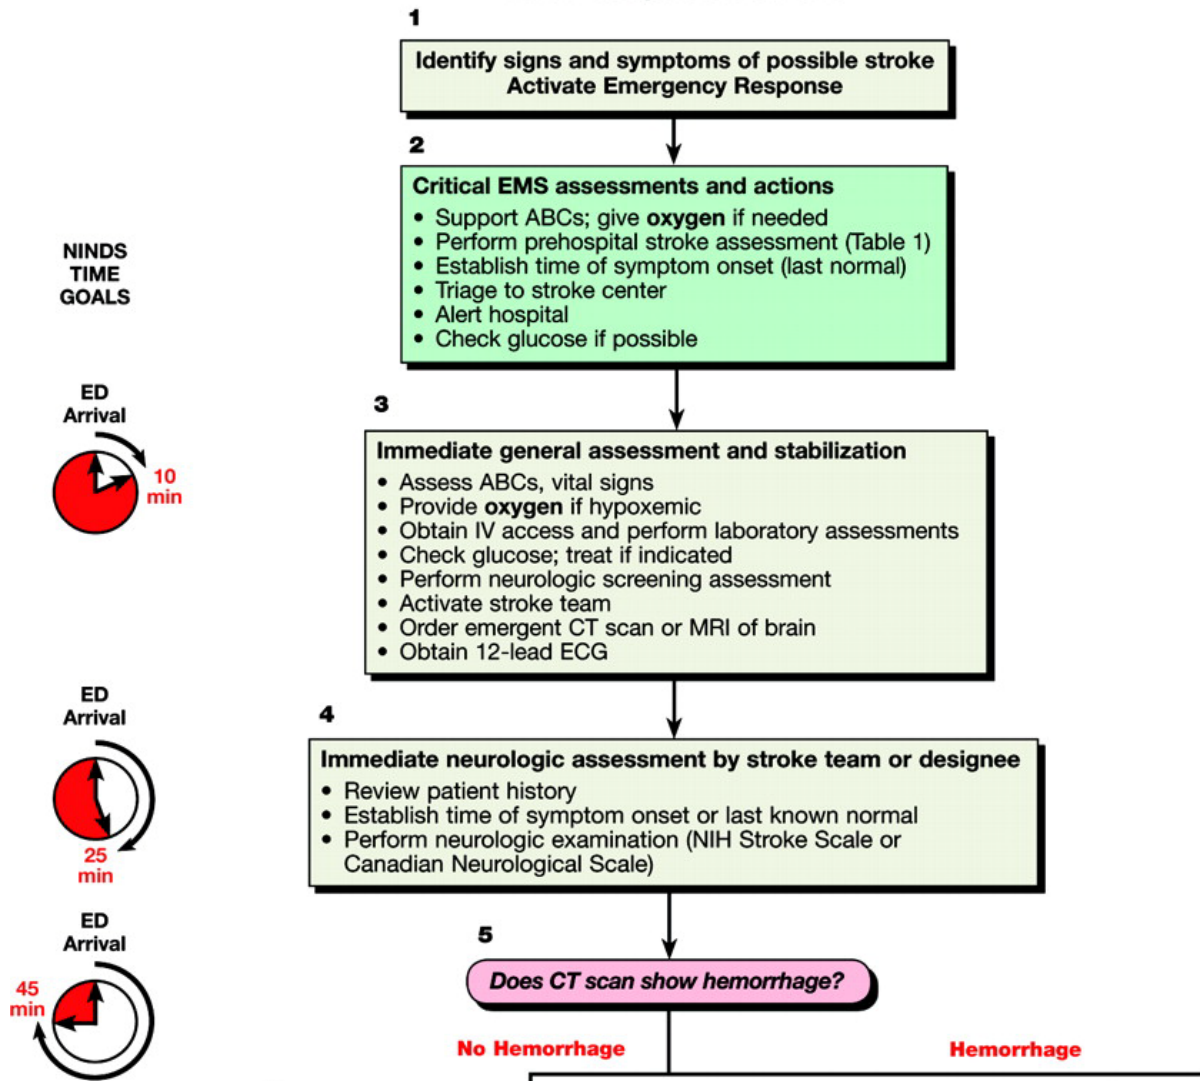 1
Identify signs and symptoms of possible stroke
Activate Emergency Response
2
Critical EMS assessments and actions
• Support ABCs; give oxygen if needed
• Perform prehospital stroke assessment (Table 1)
• Establish time of symptom onset (last normal)
• Triage to stroke center
• Alert hospital
• Check glucose if possible
NINDS
TIME
GOALS
ED
Arrival
10
min
3
Immediate general assessment and stabilization
• Assess ABCs, vital signs
• Provide oxygen if hypoxemic
• Obtain IV access and perform laboratory assessments
• Check glucose; treat if indicated
• Perform neurologic screening assessment
• Activate stroke team
• Order emergent CT scan or MRI of brain
• Obtain 12-lead ECG
ED
Arrival
25
min
4
Immediate neurologic assessment by stroke team or designee
• Review patient history
• Establish time of symptom onset or last known normal
• Perform neurologic examination (NIH Stroke Scale or
Canadian Neurological Scale)
ED
Arrival
45
min
5
Does CT scan show hemorrhage?
No Hemorrhage
Hemorrhage